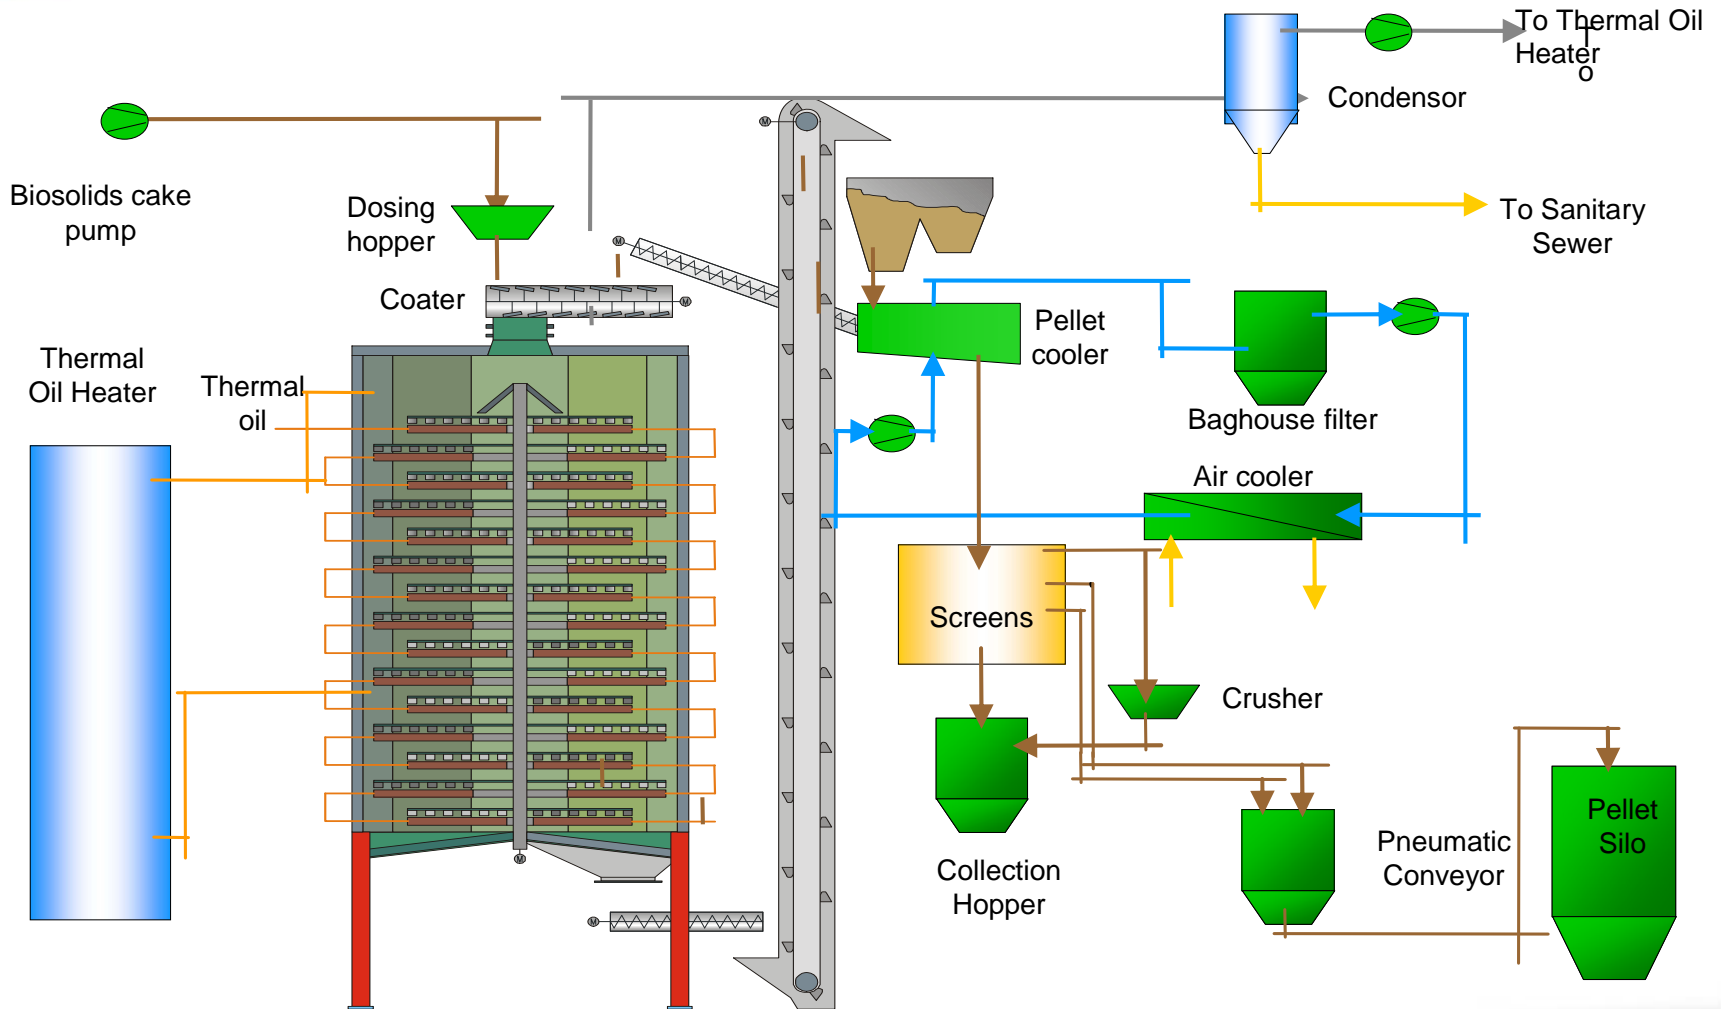 To Thermal Oil
Heater
To
Condensor
Biosolids cake
pump
Dosing
hopper
To Sanitary
Sewer
Coater
Pellet
cooler
Thermal
Oil Heater
Thermal
oil
Baghouse filter
Air cooler
Screens
Crusher
Collection
Hopper
Pneumatic
Conveyor
Pellet
Silo
M
M
M
M
M